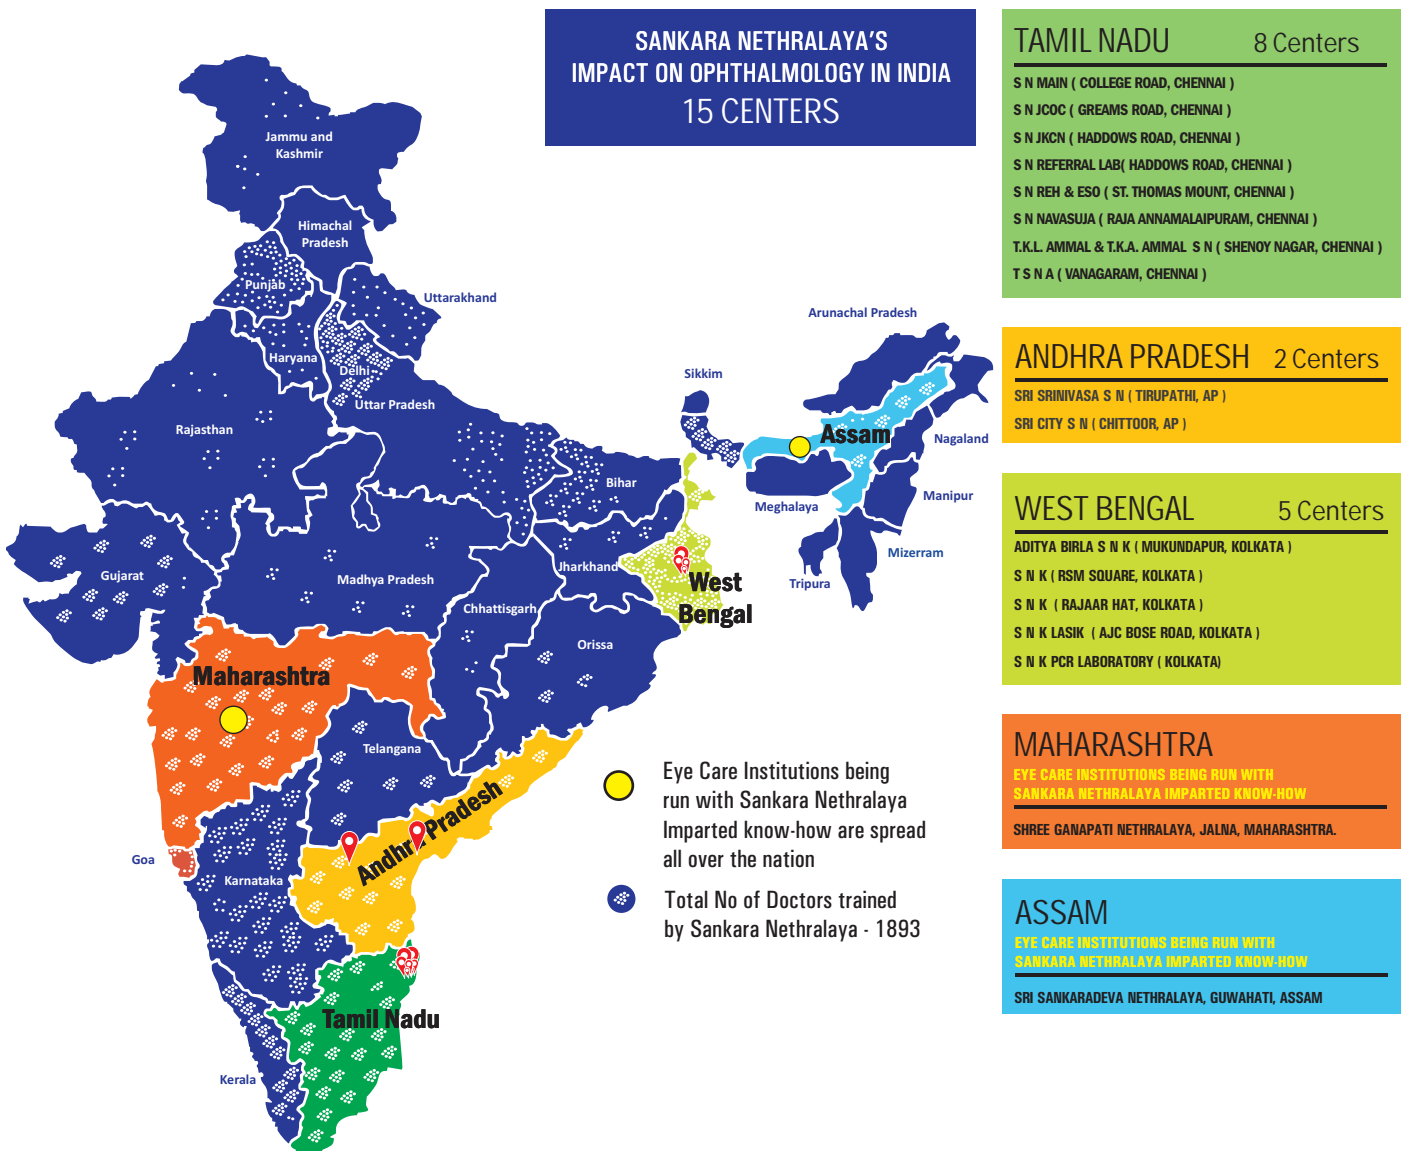 SANKARA NETHRALAYA'S
IMPACT ON OPHTHALMOLOGY IN INDIA
15 CENTERS
TAMIL NADU 8 Centers
S N MAIN ( COLLEGE ROAD, CHENNAI )
S N JCOC ( GREAMS ROAD, CHENNAI )
S N JKCN ( HADDOWS ROAD, CHENNAI )
S N REFERRAL LAB( HADDOWS ROAD, CHENNAI )
S N REH & ESO ( ST. THOMAS MOUNT, CHENNAI )
S N NAVASUJA ( RAJA ANNAMALAIPURAM, CHENNAI )
T.K.L. AMMAL & T.K.A. AMMAL S N ( SHENOY NAGAR, CHENNAI )
T S N A ( VANAGARAM, CHENNAI )
ANDHRA PRADESH 2 Centers
SRI SRINIVASA S N ( TIRUPATHI, AP )
SRI CITY S N ( CHITTOOR, AP )
WEST BENGAL 5 Centers
ADITYA BIRLA S N K ( MUKUNDAPUR, KOLKATA )
S N K ( RSM SQUARE, KOLKATA )
S N K ( RAJAAR HAT, KOLKATA )
S N K LASIK ( AJC BOSE ROAD, KOLKATA )
S N K PCR LABORATORY ( KOLKATA)
MAHARASHTRA
EYE CARE INSTITUTIONS BEING RUN WITH
SANKARA NETHRALAYA IMPARTED KNOW-HOW
SHREE GANAPATI NETHRALAYA, JALNA, MAHARASHTRA.
ASSAM
EYE CARE INSTITUTIONS BEING RUN WITH
SANKARA NETHRALAYA IMPARTED KNOW-HOW
SRI SANKARADEVA NETHRALAYA, GUWAHATI, ASSAM
Jammu and
Kashmir
Himachal
Pradesh
Punjab
Uttarakhand
Haryana
Delhi
Uttar Pradesh
Rajasthan
Arunachal Pradesh
Sikkim
Assam
Nagaland
Manipur
Meghalaya
Mizerram
Tripura
Bihar
Jharkhand
West
Bengal
Gujarat
Madhya Pradesh
Chhattisgarh
Orissa
Maharashtra
Telangana
Andhra Pradesh
Goa
Karnataka
Tamil Nadu
Kerala
Eye Care Institutions being
run with Sankara Nethralaya
Imparted know-how are spread
all over the nation
Total No of Doctors trained
by Sankara Nethralaya - 1893